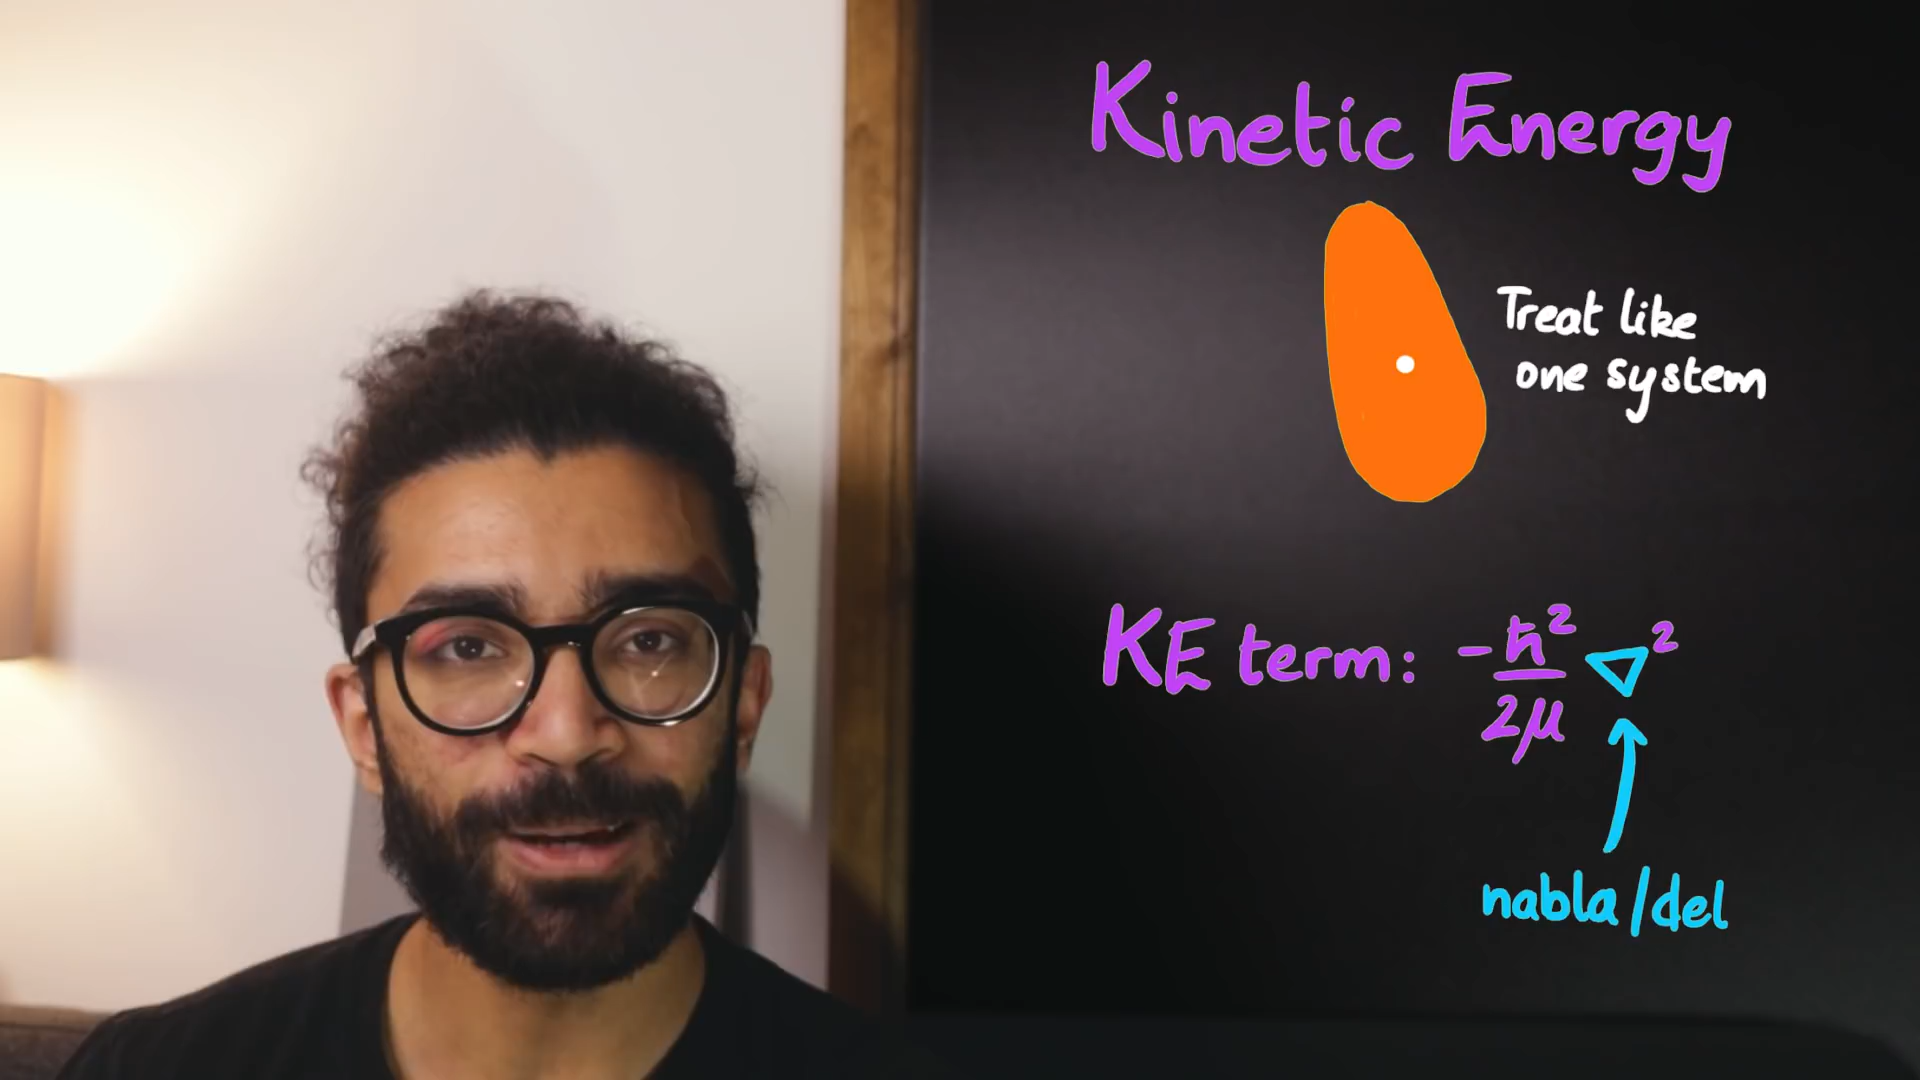 Kinetic Energy
Treat like
one system
KE term: -ℏ²/2μ ∇²
nabla/del